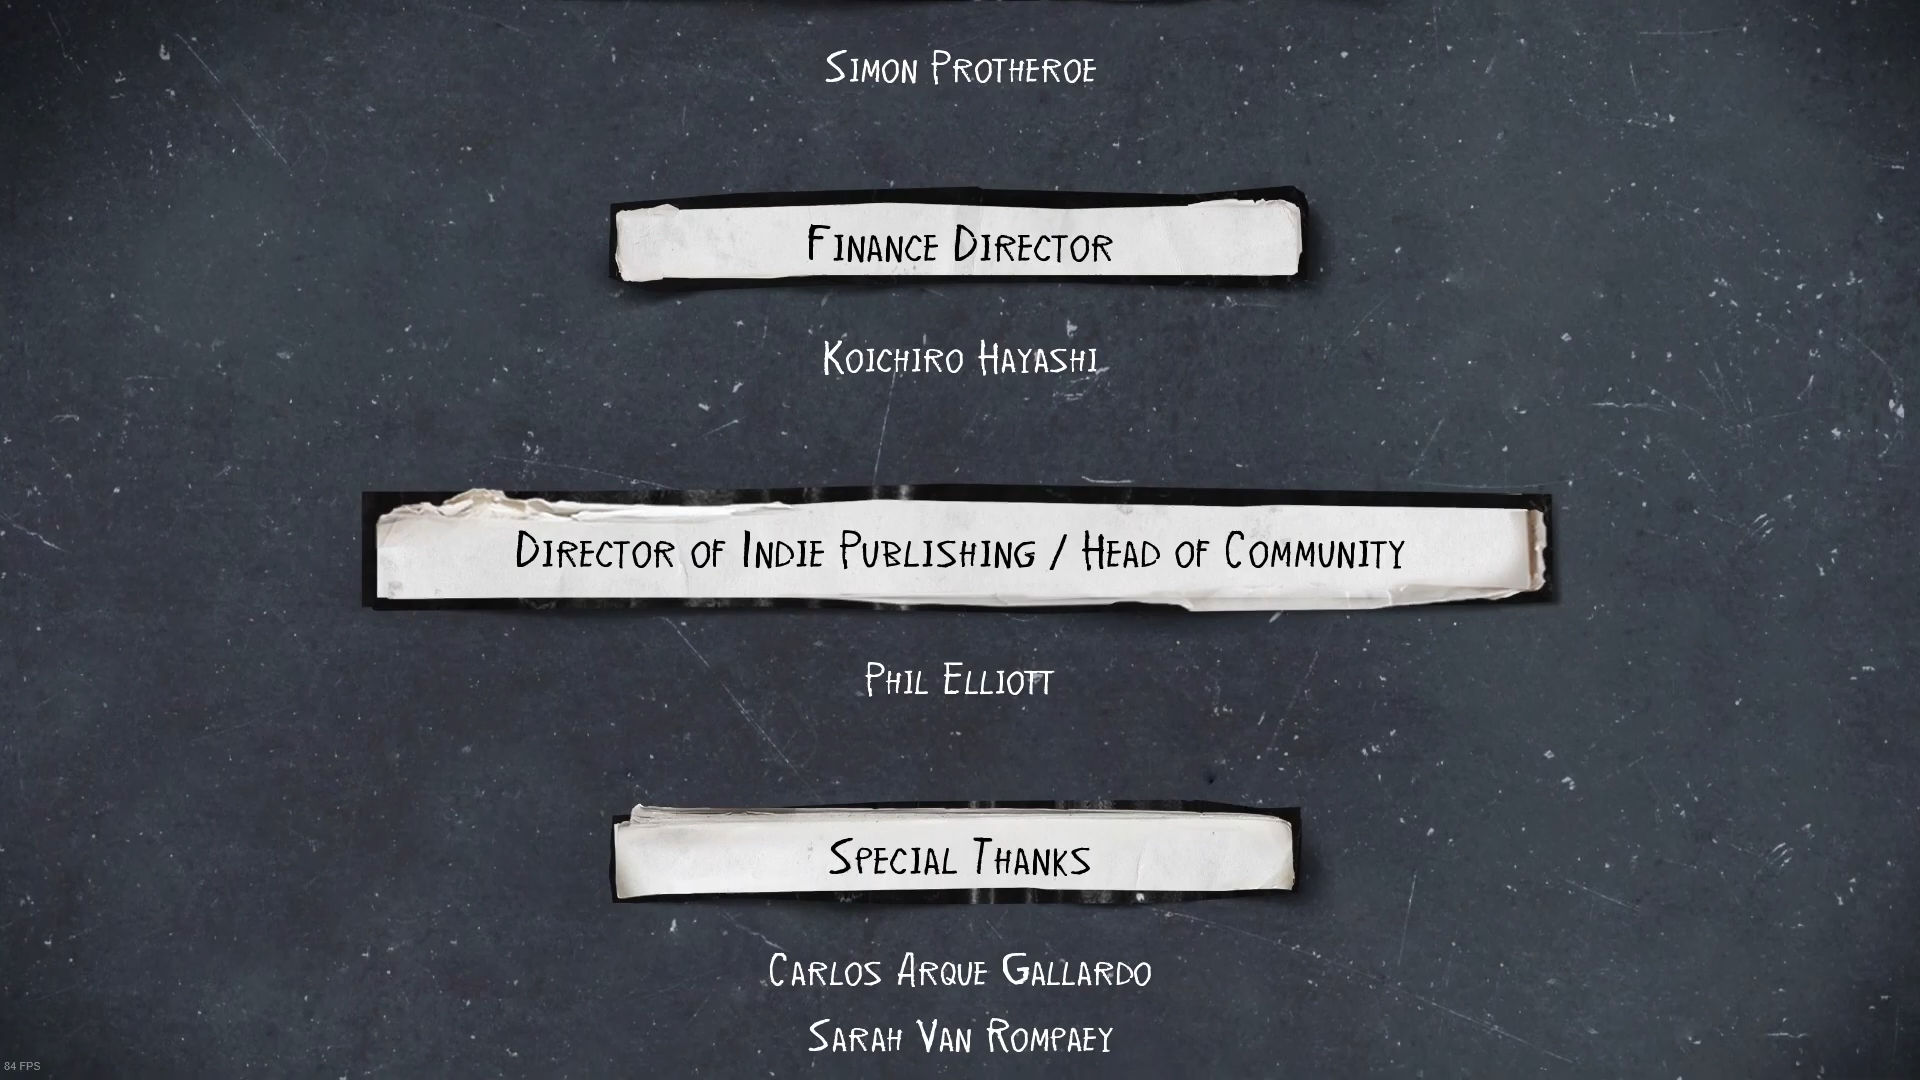 Simon Protheroe
Finance Director
Koichiro Hayashi
Director of Indie Publishing / Head of Community
Phil Elliott
Special Thanks
Carlos Arque Gallardo
Sarah Van Rompaey
84 FPS